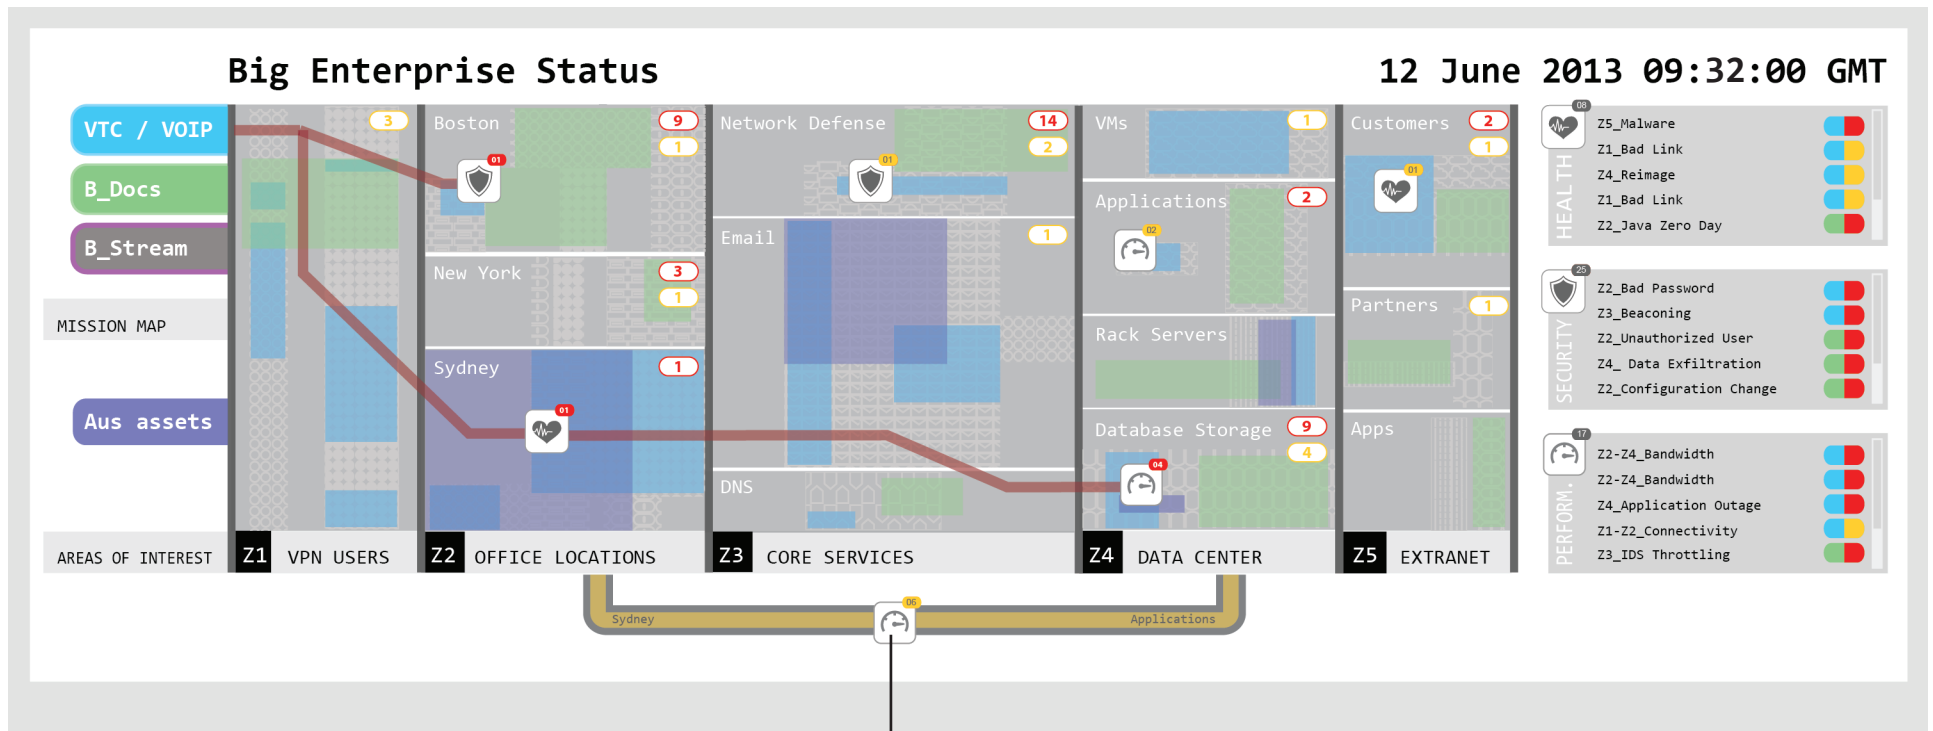 Big Enterprise Status
12 June 2013 09:32:00 GMT
VTC / VOIP
B_Docs
B_Stream
MISSION MAP
Aus assets
AREAS OF INTEREST
3
Z1 VPN USERS
Boston
9
1
01
New York
3
1
Sydney
1
01
Z2 OFFICE LOCATIONS
Network Defense
14
2
01
Email
1
DNS
Z3 CORE SERVICES
VMs
1
Applications
2
02
Rack Servers
Database Storage
9
4
04
Z4 DATA CENTER
Customers
2
1
01
Partners
1
Apps
Z5 EXTRANET
08
HEALTH
Z5_Malware
Z1_Bad Link
Z4_Reimage
Z1_Bad Link
Z2_Java Zero Day
25
SECURITY
Z2_Bad Password
Z3_Beaconing
Z2_Unauthorized User
Z4_ Data Exfiltration
Z2_Configuration Change
17
PERFORM.
Z2-Z4_Bandwidth
Z2-Z4_Bandwidth
Z4_Application Outage
Z1-Z2_Connectivity
Z3_IDS Throttling
Sydney
06
Applications